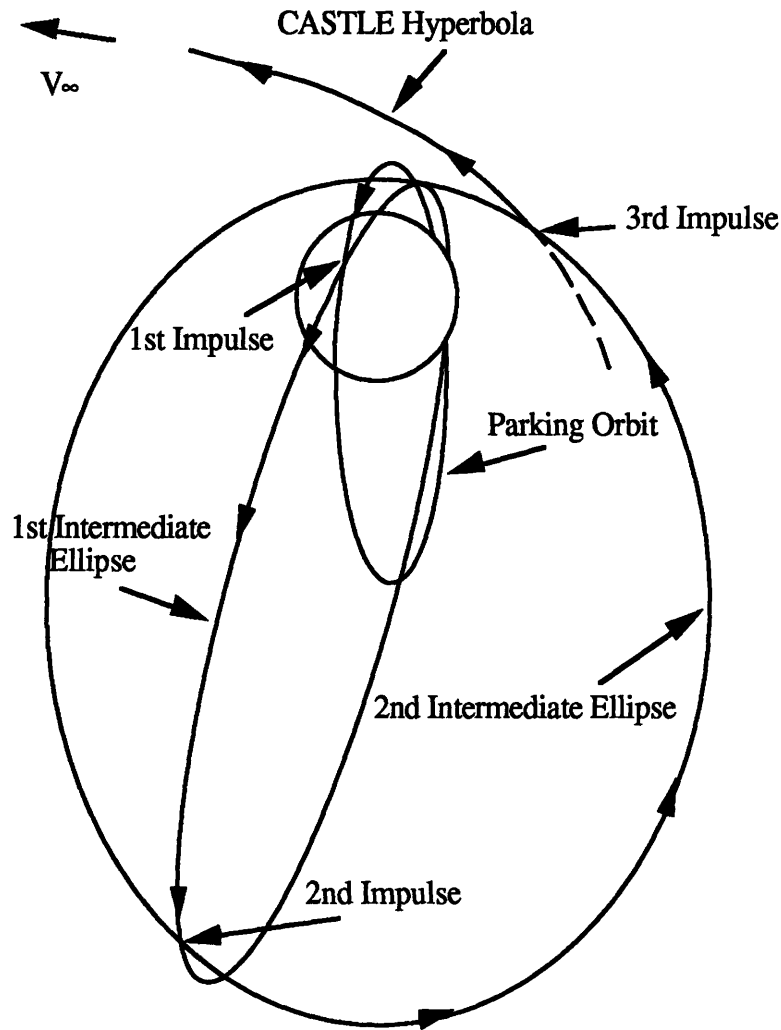 CASTLE Hyperbola
V∞
3rd Impulse
1st Impulse
Parking Orbit
1st Intermediate
Ellipse
2nd Intermediate Ellipse
2nd Impulse